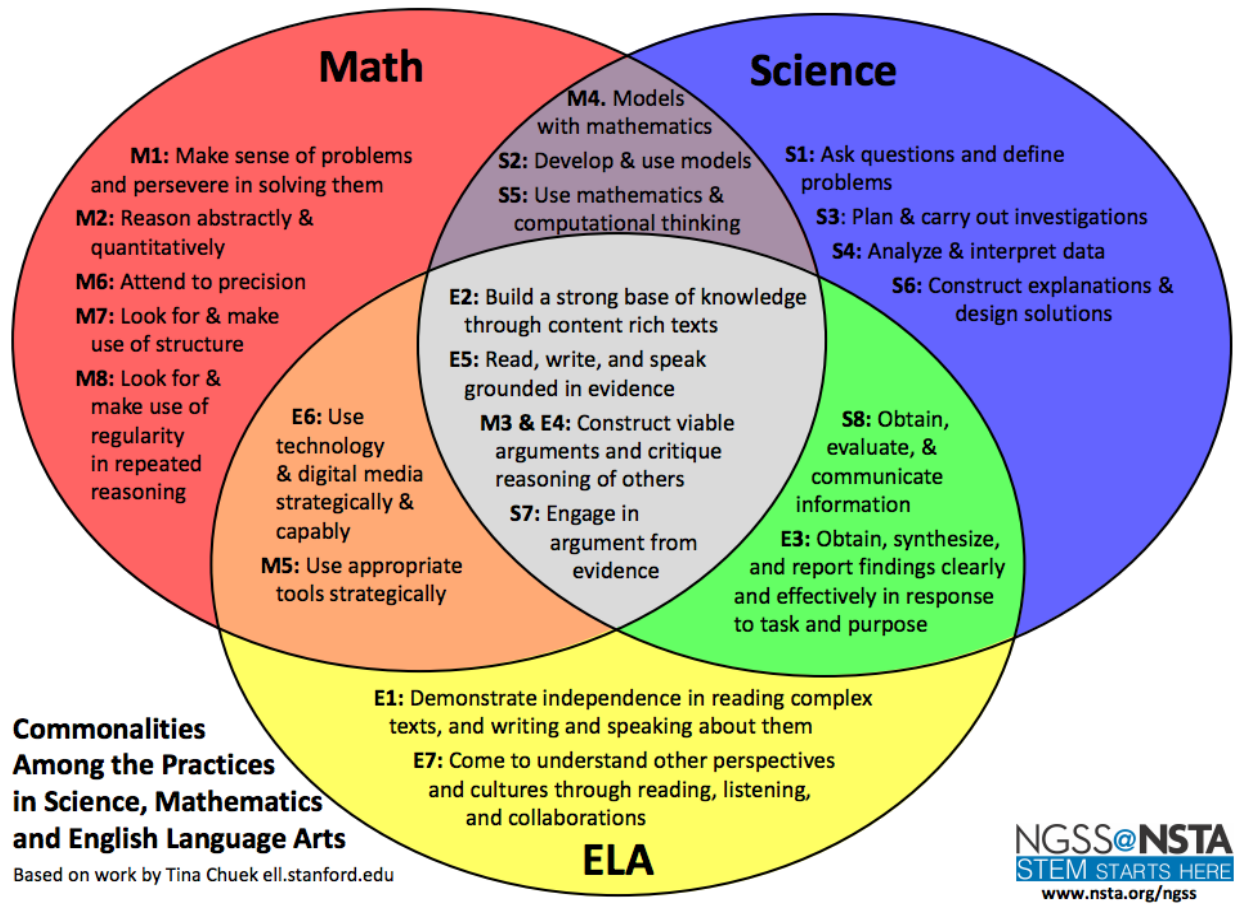 Math
Science
M1: Make sense of problems
and persevere in solving them
M2: Reason abstractly &
quantitatively
M6: Attend to precision
M7: Look for & make
use of structure
M8: Look for &
make use of
regularity
in repeated
reasoning
M4. Models
with mathematics
S2: Develop & use models
S5: Use mathematics &
computational thinking
S1: Ask questions and define
problems
S3: Plan & carry out investigations
S4: Analyze & interpret data
S6: Construct explanations &
design solutions
E2: Build a strong base of knowledge
through content rich texts
E5: Read, write, and speak
grounded in evidence
M3 & E4: Construct viable
arguments and critique
reasoning of others
S7: Engage in
argument from
evidence
E6: Use
technology
& digital media
strategically &
capably
M5: Use appropriate
tools strategically
S8: Obtain,
evaluate, &
communicate
information
E3: Obtain, synthesize,
and report findings clearly
and effectively in response
to task and purpose
E1: Demonstrate independence in reading complex
texts, and writing and speaking about them
E7: Come to understand other perspectives
and cultures through reading, listening,
and collaborations
ELA
Commonalities
Among the Practices
in Science, Mathematics
and English Language Arts
Based on work by Tina Chuek ell.stanford.edu
NGSS@NSTA
STEM STARTS HERE
www.nsta.org/ngss